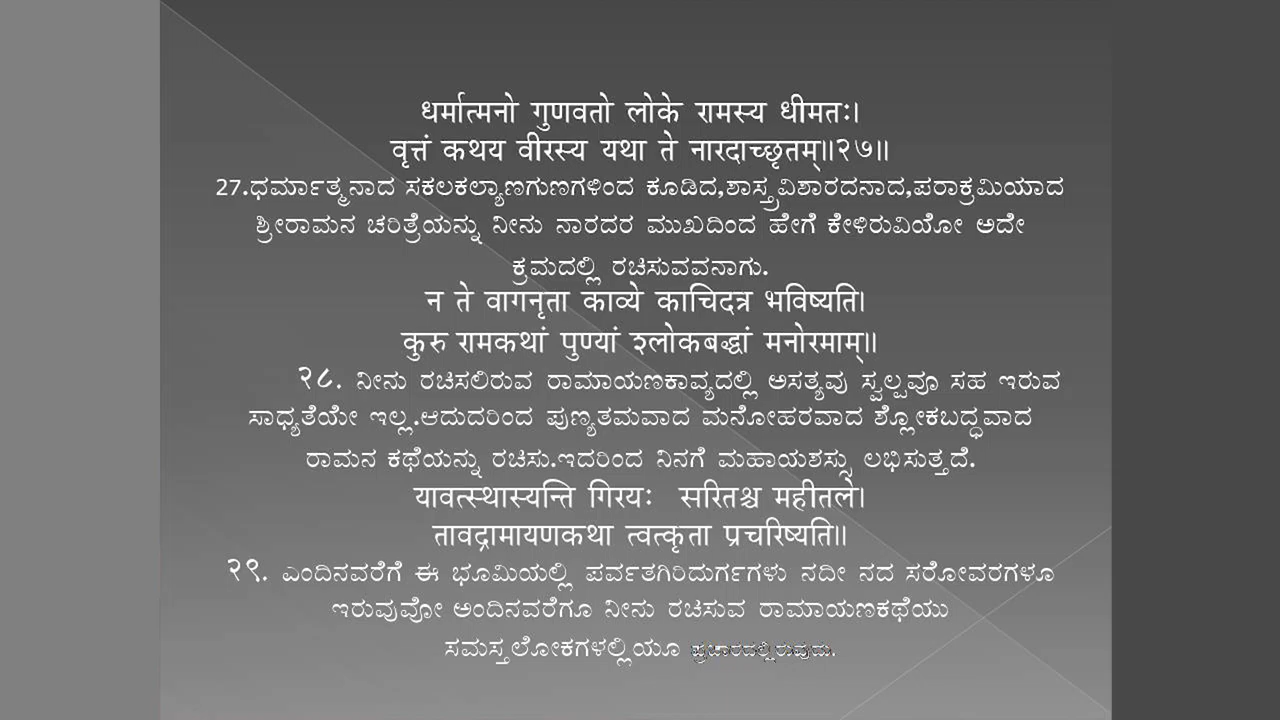 धर्मात्मनो गुणवतो लोके रामस्य धीमतः।
वृत्तं कथय वीरस्य यथा ते नारदाच्छृतम्॥२७॥
27.ಧರ್ಮಾತ್ಮನಾದ ಸಕಲಕಲ್ಯಾಣಗುಣಗಳಿಂದ ಕೂಡಿದ,ಶಾಸ್ತ್ರವಿಶಾರದನಾದ,ಪರಾಕ್ರಮಿಯಾದ
ಶ್ರೀರಾಮನ ಚರಿತ್ರೆಯನ್ನು ನೀನು ನಾರದರ ಮುಖದಿಂದ ಹೇಗೆ ಕೇಳಿರುವಿಯೋ ಅದೇ
ಕ್ರಮದಲ್ಲಿ ರಚಿಸುವವನಾಗು.
न ते वागनृता काव्ये काचिदत्र भविष्यति।
कुरु रामकथां पुण्यां श्लोकबद्धां मनोरमाम्॥
२८. ನೀನು ರಚಿಸಲಿರುವ ರಾಮಾಯಣಕಾವ್ಯದಲ್ಲಿ ಅಸತ್ಯವು ಸ್ವಲ್ಪವೂ ಸಹ ಇರುವ
ಸಾಧ್ಯತೆಯೇ ಇಲ್ಲ.ಆದುದರಿಂದ ಪುಣ್ಯತಮವಾದ ಮನೋಹರವಾದ ಶ್ಲೋಕಬದ್ಧವಾದ
ರಾಮನ ಕಥೆಯನ್ನು ರಚಿಸು.ಇದರಿಂದ ನಿನಗೆ ಮಹಾಯಶಸ್ಸು ಲಭಿಸುತ್ತದೆ.
यावत्स्थास्यन्ति गिरयः सरितश्च महीतले।
तावद्रामायणकथा त्वत्कृता प्रचरिष्यति॥
२९. ಎಂದಿನವರೆಗೆ ಈ ಭೂಮಿಯಲ್ಲಿ ಪರ್ವತಗಿರಿದುರ್ಗಗಳು ನದೀ ನದ ಸರೋವರಗಳೂ
ಇರುವುವೋ ಅಂದಿನವರೆಗೂ ನೀನು ರಚಿಸುವ ರಾಮಾಯಣಕಥೆಯು
ಸಮಸ್ತಲೋಕಗಳಲ್ಲಿಯೂ ಪ್ರಚಾರದಲ್ಲಿರುವುದು.